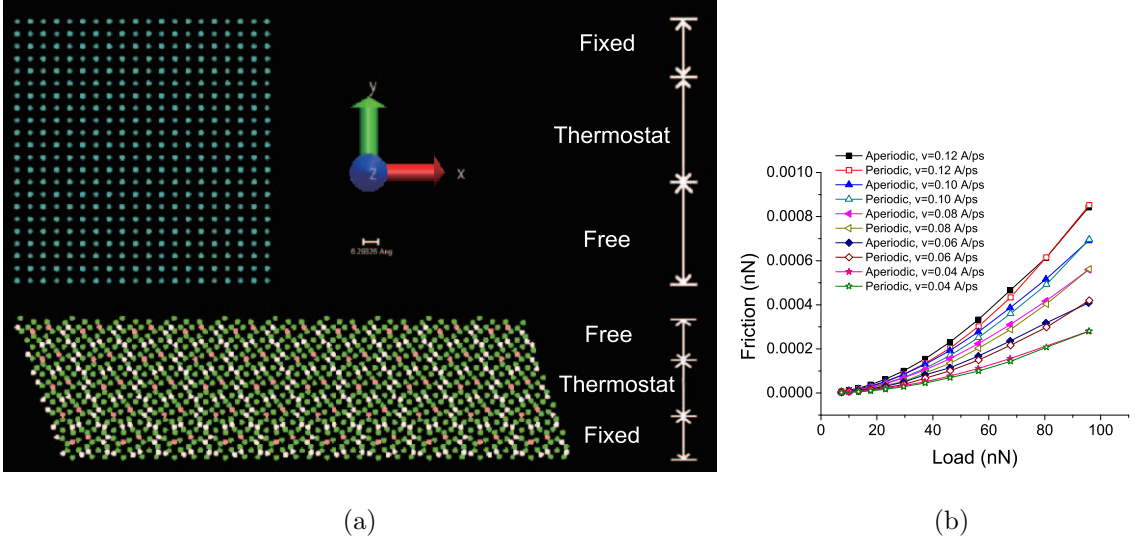 Fixed
Thermostat
Free
y
z
x
6.29326 Ang
Free
Thermostat
Fixed
(a)
Aperiodic, v=0.12 A/ps
Periodic, v=0.12 A/ps
Aperiodic, v=0.10 A/ps
Periodic, v=0.10 A/ps
Aperiodic, v=0.08 A/ps
Periodic, v=0.08 A/ps
Aperiodic, v=0.06 A/ps
Periodic, v=0.06 A/ps
Aperiodic, v=0.04 A/ps
Periodic, v=0.04 A/ps
0.0010
0.0008
0.0006
0.0004
0.0002
0.0000
Friction (nN)
0 20 40 60 80 100
Load (nN)
(b)